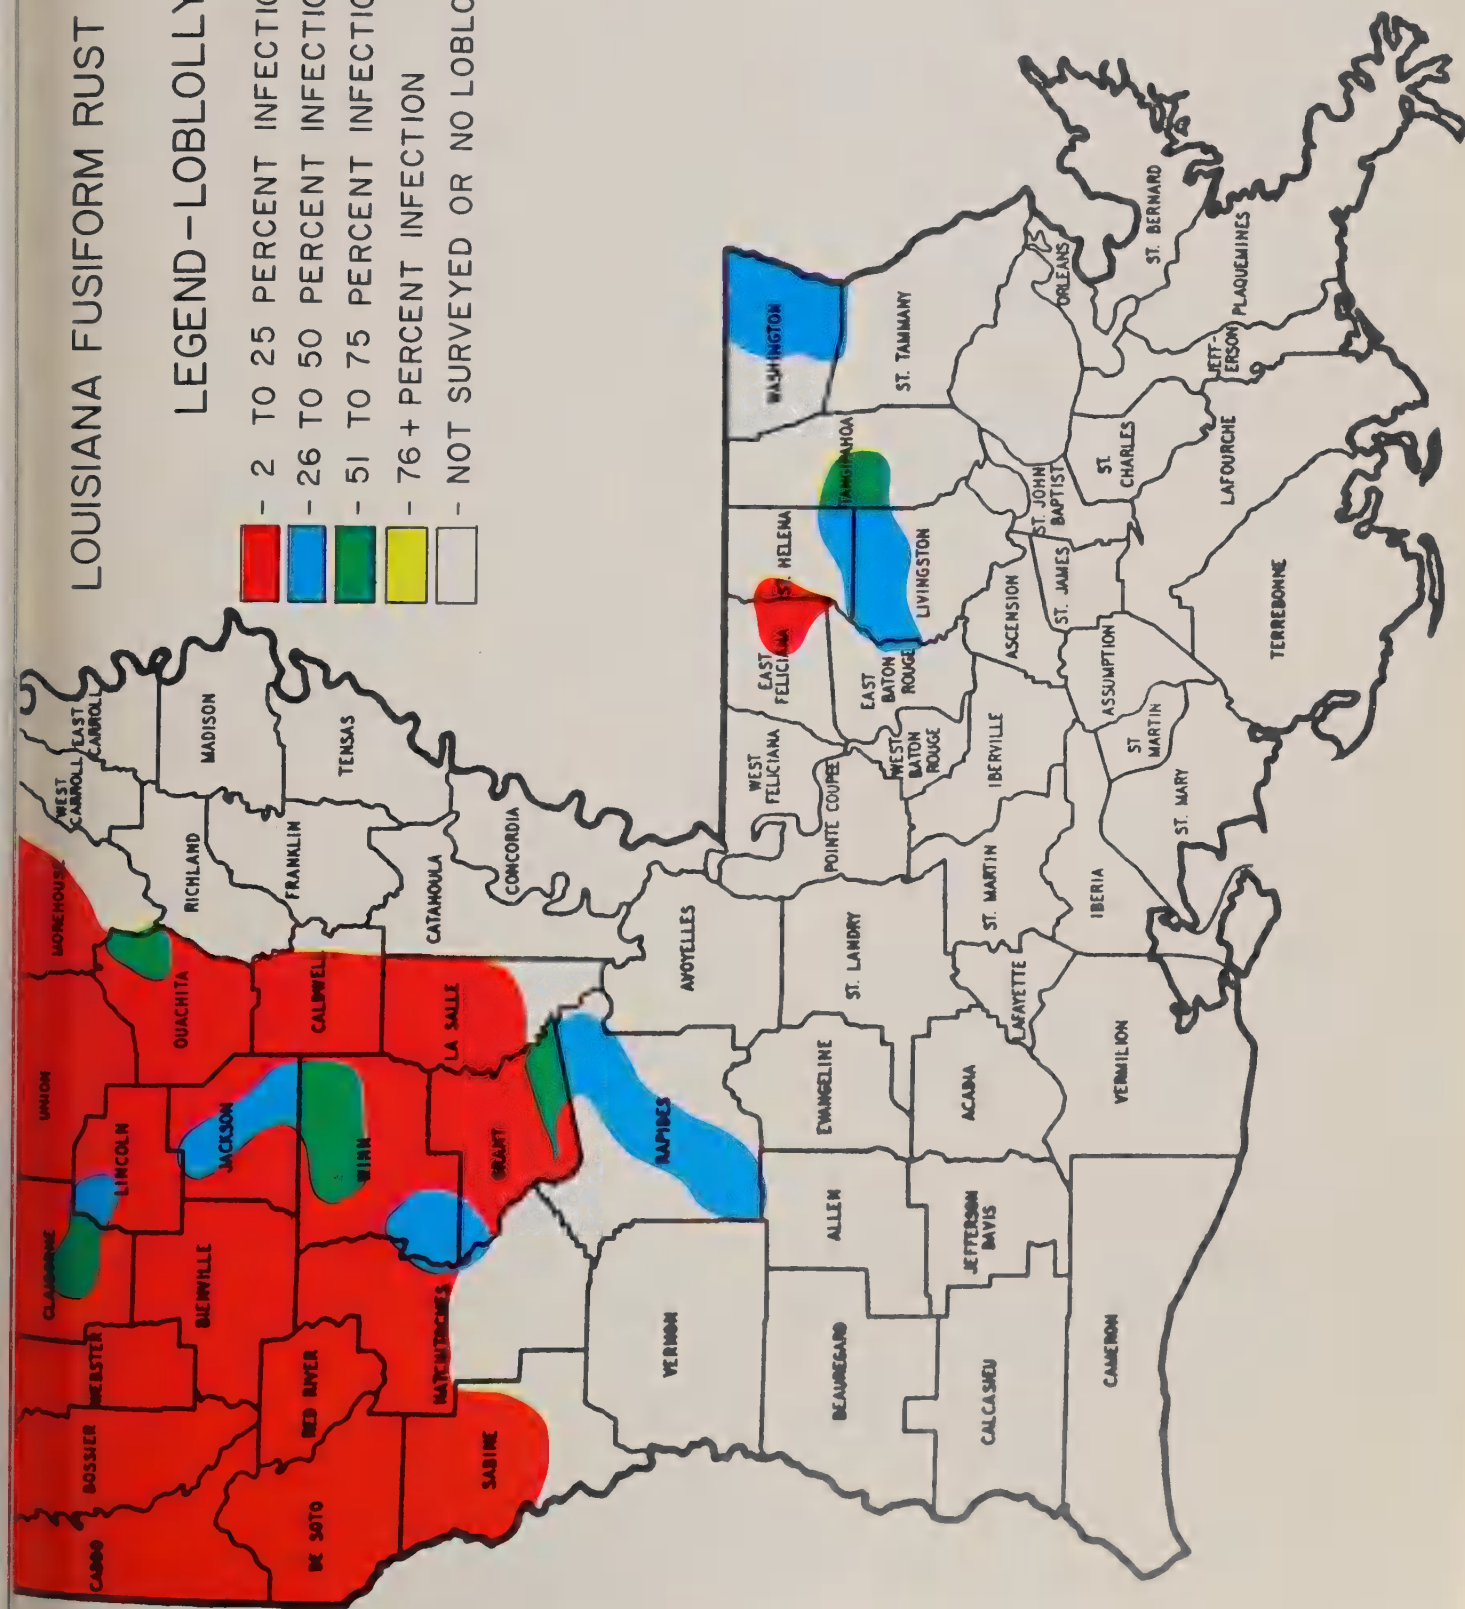 LOUISIANA FUSIFORM RUST
LEGEND-LOBLOLLY
- 2 TO 25 PERCENT
- 26 TO 50 PERCENT
- 51 TO 75 PERCENT
- 76+ PERCENT INFECTION
- NOT SURVEYED OR NO
CADDO
BOSSIER
WEBSTER
CLAIBORNE
UNION
MOREHOUSE
WEST
CARROLL
EAST
CARROLL
LINCOLN
OUACHITA
RICHLAND
MADISON
BIENVILLE
JACKSON
DE SOTO
RED RIVER
WINN
CALDWELL
FRANKLIN
TENSAS
SABINE
NATCHITOCHES
GRANT
LA SALLE
CATAHOULA
CONCORDIA
VERNON
RAPIDES
AVOYELLES
WEST
FELICIANA
EAST
FELICIANA
ST. HELENA
TANGIPAHOA
WASHINGTON
BEAUREGARD
ALLEN
EVANGELINE
ST. LANDRY
POINTE COUPEE
WEST
BATON
ROUGE
EAST
BATON
ROUGE
LIVINGSTON
ST. TAMMANY
CALCASIEU
JEFFERSON
DAVIS
ACADIA
LAFAYETTE
ST. MARTIN
IBERVILLE
ASCENSION
ST. JAMES
ST. JOHN
BAPTIST
ST.
CHARLES
ORLEANS
ST. BERNARD
CAMERON
VERMILION
IBERIA
ST. MARY
ST
MARTIN
ASSUMPTION
TERREBONNE
LAFOURCHE
JEFF-
ERSON
PLAQUEMINES